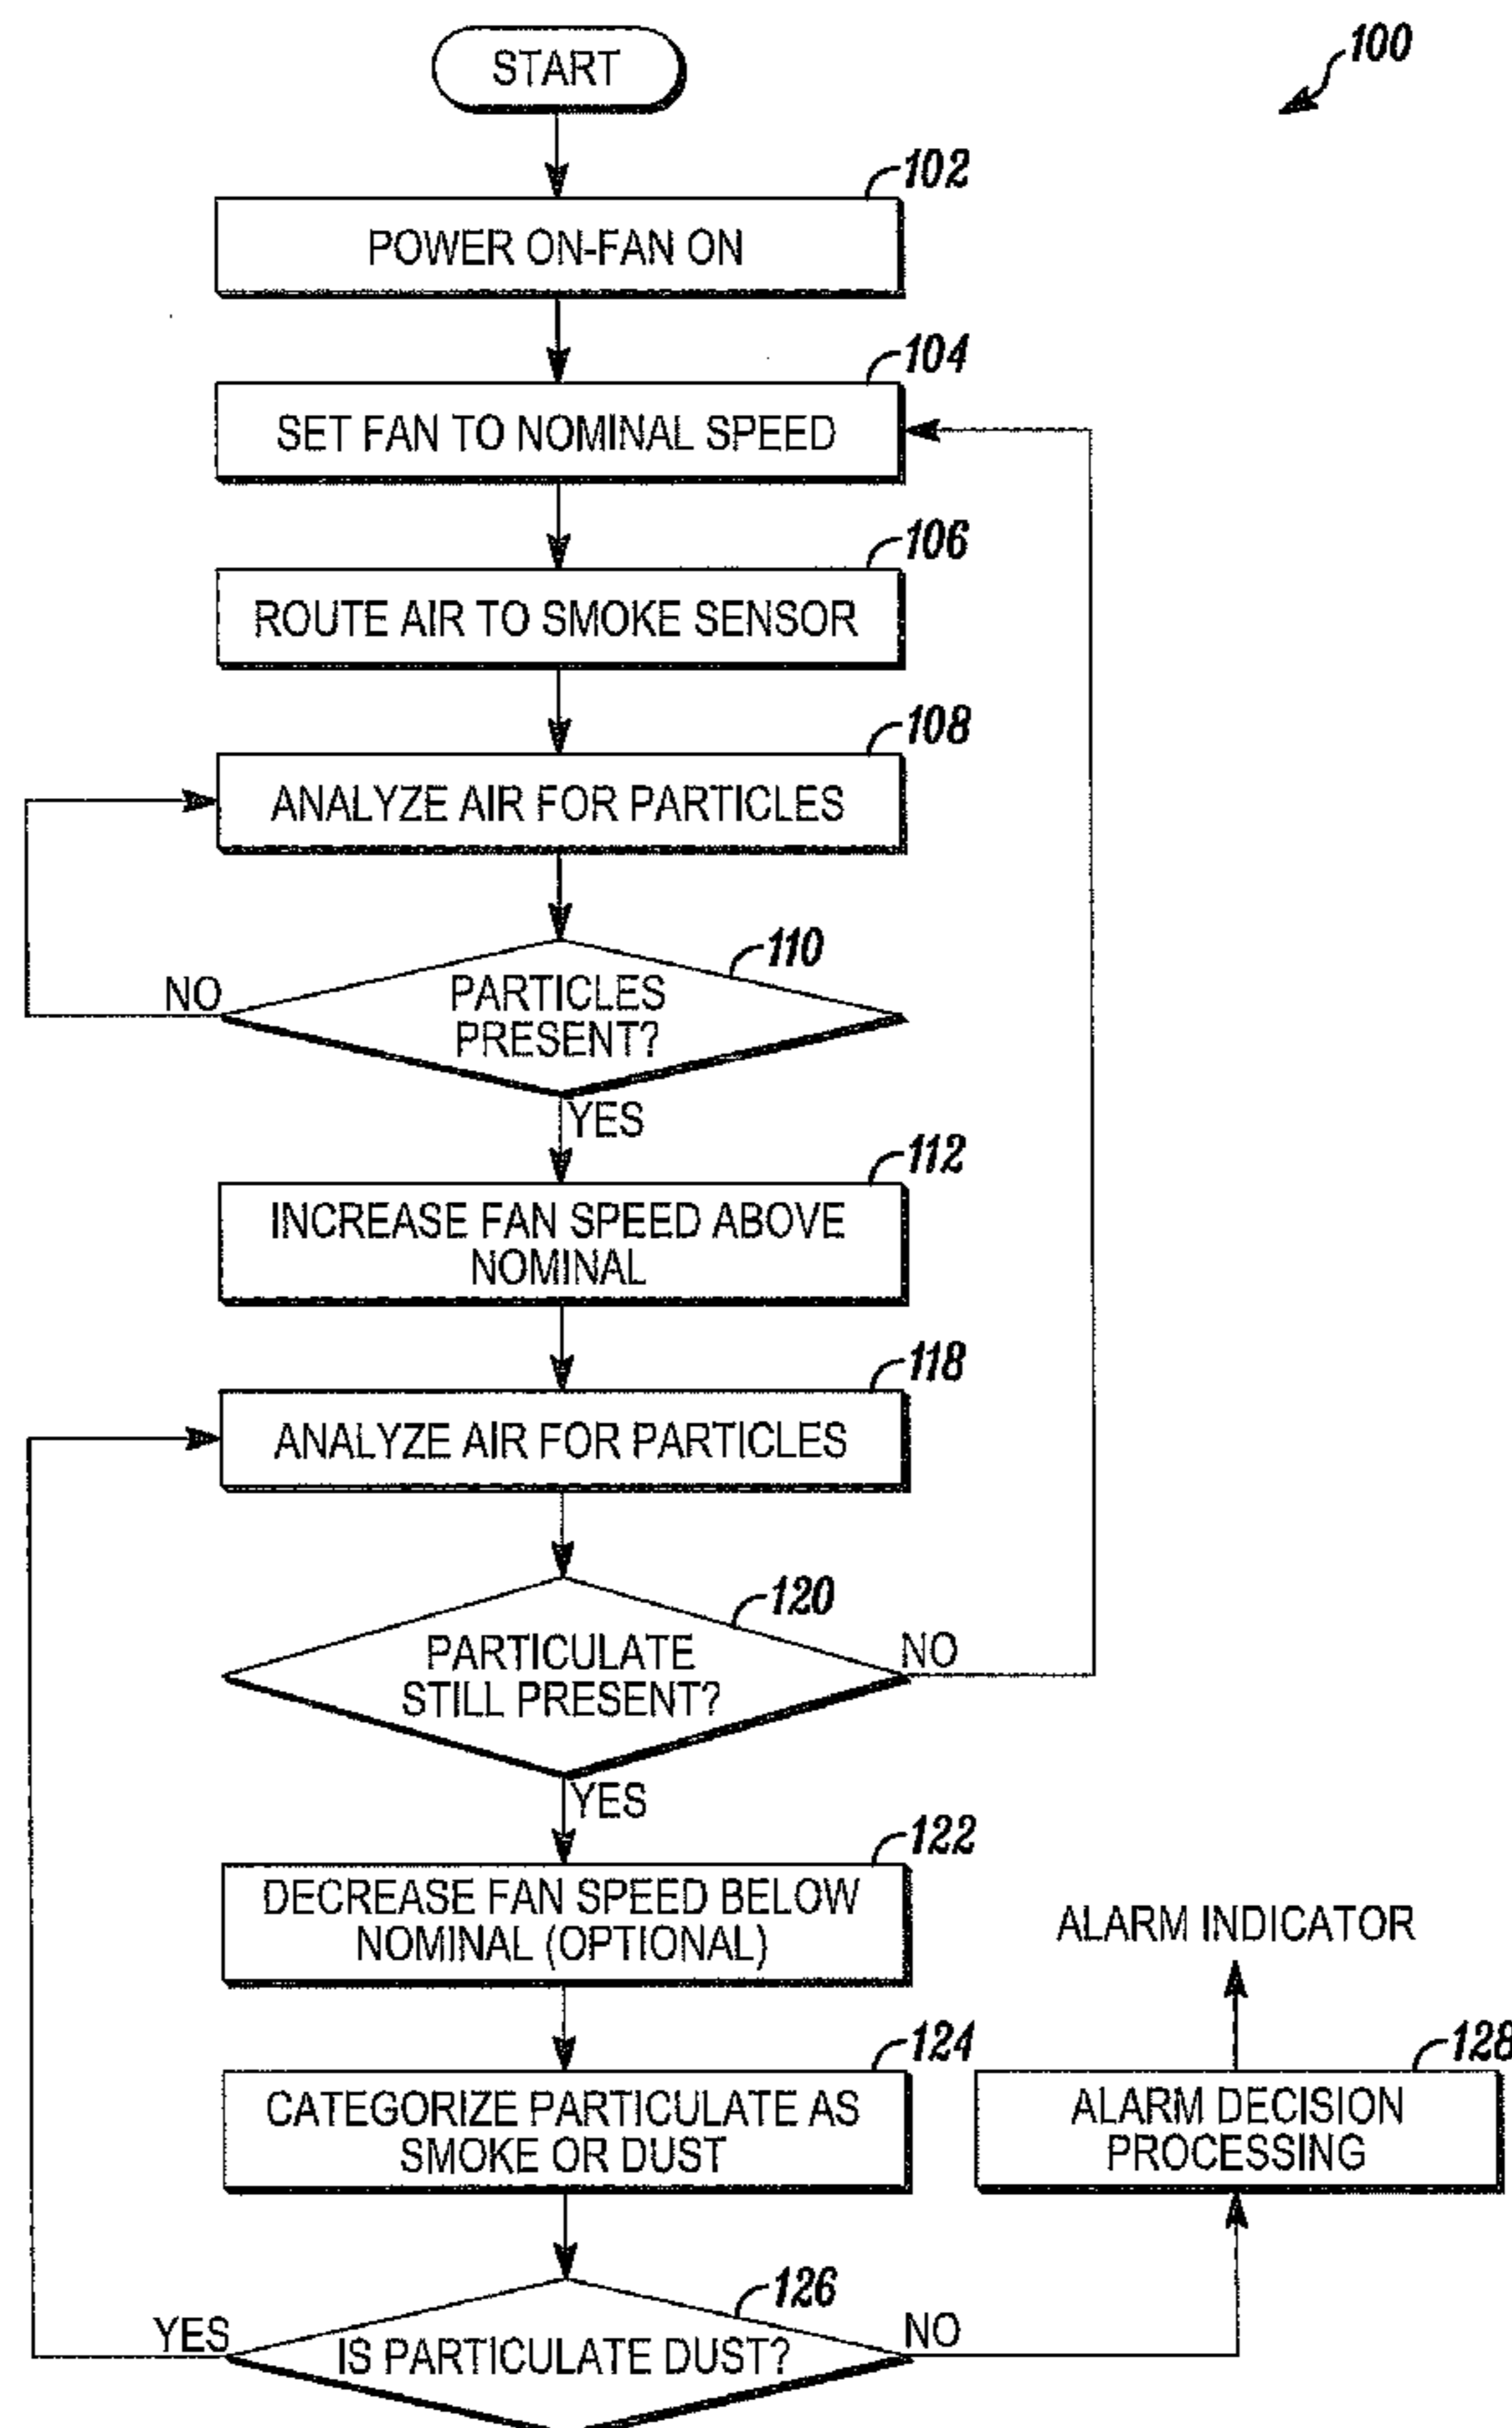 START
100
102
POWER ON-FAN ON
104
SET FAN TO NOMINAL SPEED
106
ROUTE AIR TO SMOKE SENSOR
108
ANALYZE AIR FOR PARTICLES
110
NO
PARTICLES
PRESENT?
YES
112
INCREASE FAN SPEED ABOVE
NOMINAL
118
ANALYZE AIR FOR PARTICLES
120
NO
PARTICULATE
STILL PRESENT?
YES
122
DECREASE FAN SPEED BELOW
NOMINAL (OPTIONAL)
ALARM INDICATOR
124
CATEGORIZE PARTICULATE AS
SMOKE OR DUST
128
ALARM DECISION
PROCESSING
126
YES
IS PARTICULATE DUST?
NO